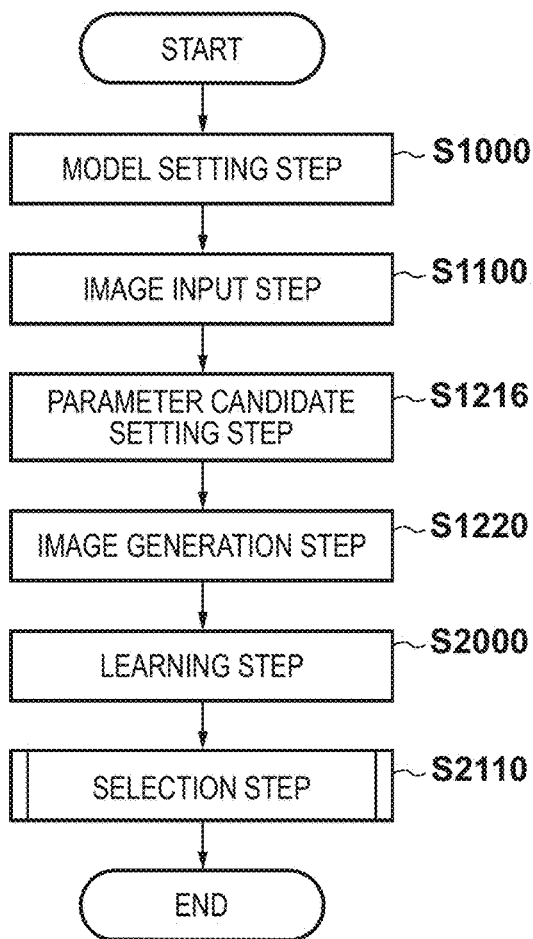 START
MODEL SETTING STEP
S1000
IMAGE INPUT STEP
S1100
PARAMETER CANDIDATE
SETTING STEP
S1216
IMAGE GENERATION STEP
S1220
LEARNING STEP
S2000
SELECTION STEP
S2110
END